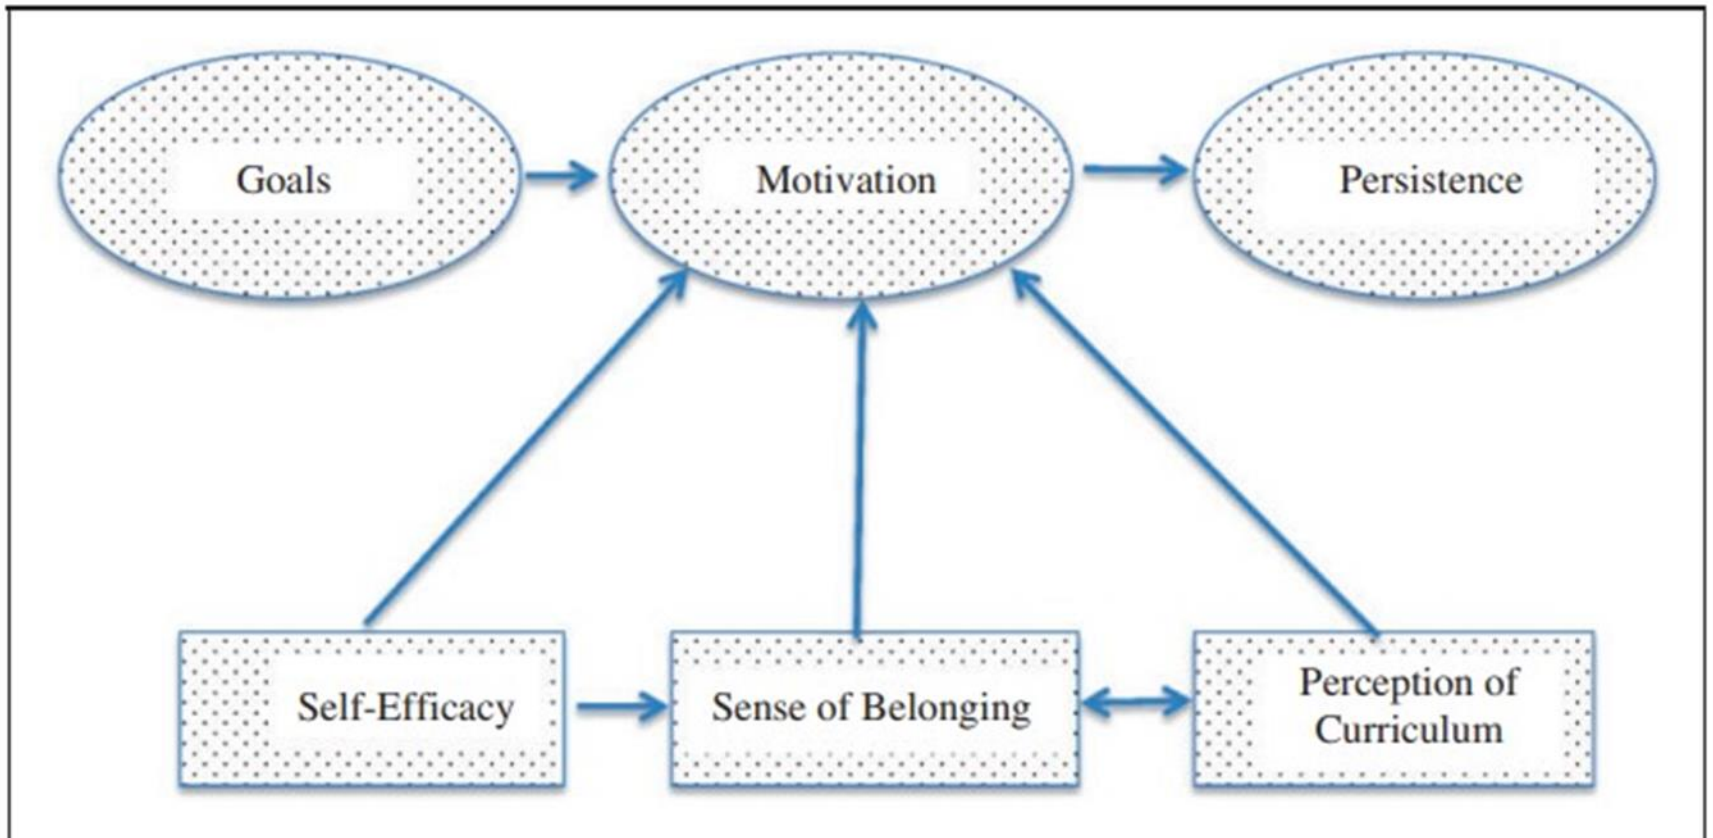 Goals
Motivation
Persistence
Self-Efficacy
Sense of Belonging
Perception of
Curriculum